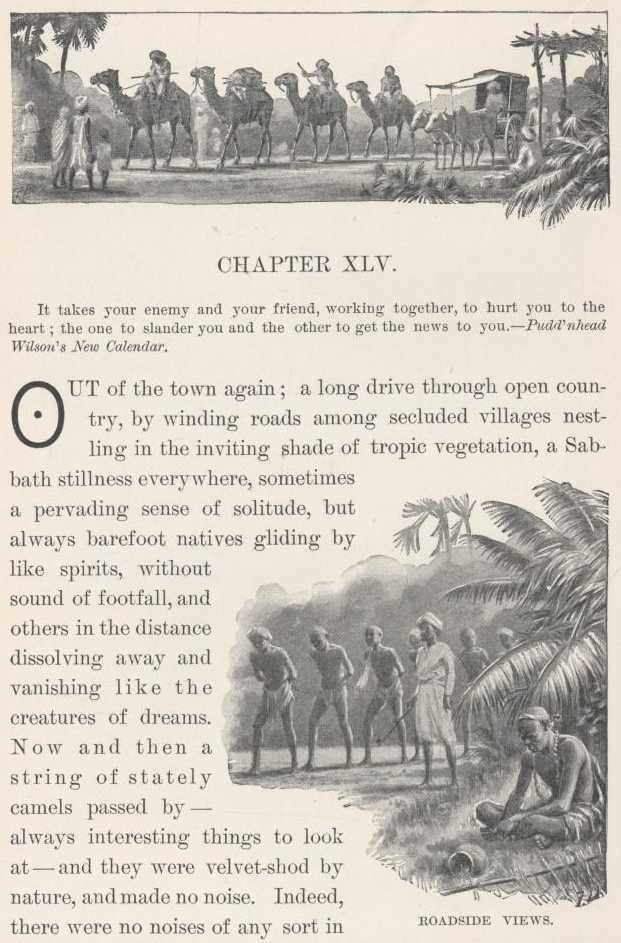 CHAPTER XLV.
It takes your enemy and your friend, working together, to hurt you to the
heart; the one to slander you and the other to get the news to you.—Pudd'nhead
Wilson's New Calendar.
OUT of the town again; a long drive through open coun-
try, by winding roads among secluded villages nest-
ling in the inviting shade of tropic vegetation, a Sab-
bath stillness everywhere, sometimes
a pervading sense of solitude, but
always barefoot natives gliding by
like spirits, without
sound of footfall, and
others in the distance
dissolving away and
vanishing like the
creatures of dreams.
Now and then a
string of stately
camels passed by—
always interesting things to look
at—and they were velvet-shod by
nature, and made no noise. Indeed,
there were no noises of any sort in
ROADSIDE VIEWS.